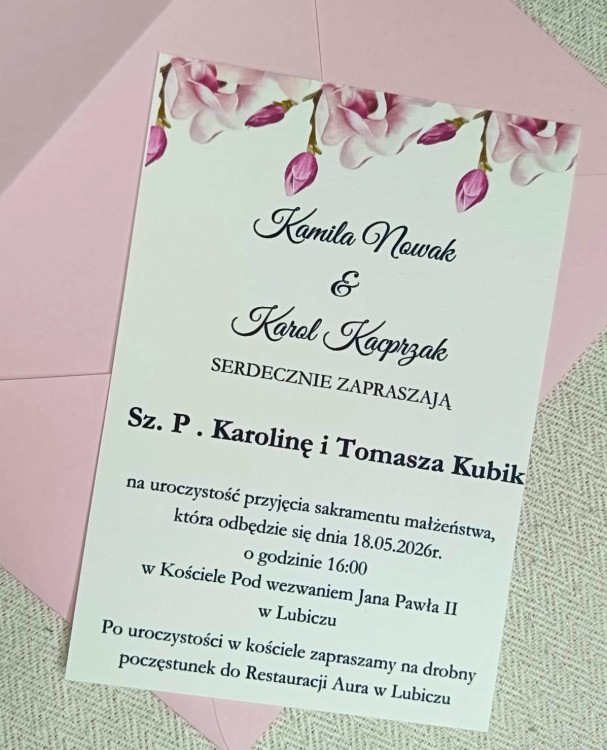 Kamila Nowak
&
Karol Kacprzak
SERDECZNIE ZAPRASZAJĄ
Sz. P . Karolinę i Tomasza Kubik
na uroczystość przyjęcia sakramentu małżeństwa,
która odbędzie się dnia 18.05.2026r.
o godzinie 16:00
w Kościele Pod wezwaniem Jana Pawła II
w Lubiczu
Po uroczystości w kościele zapraszamy na drobny
poczęstunek do Restauracji Aura w Lubiczu